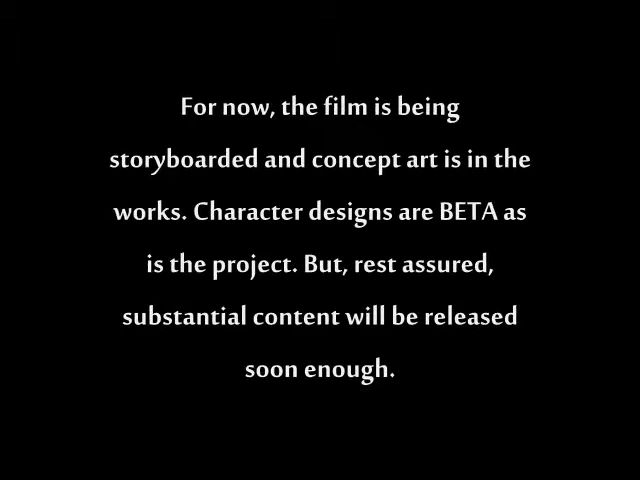 For now, the film is being
storyboarded and concept art is in the
works. Character designs are BETA as
is the project. But, rest assured,
substantial content will be released
soon enough.